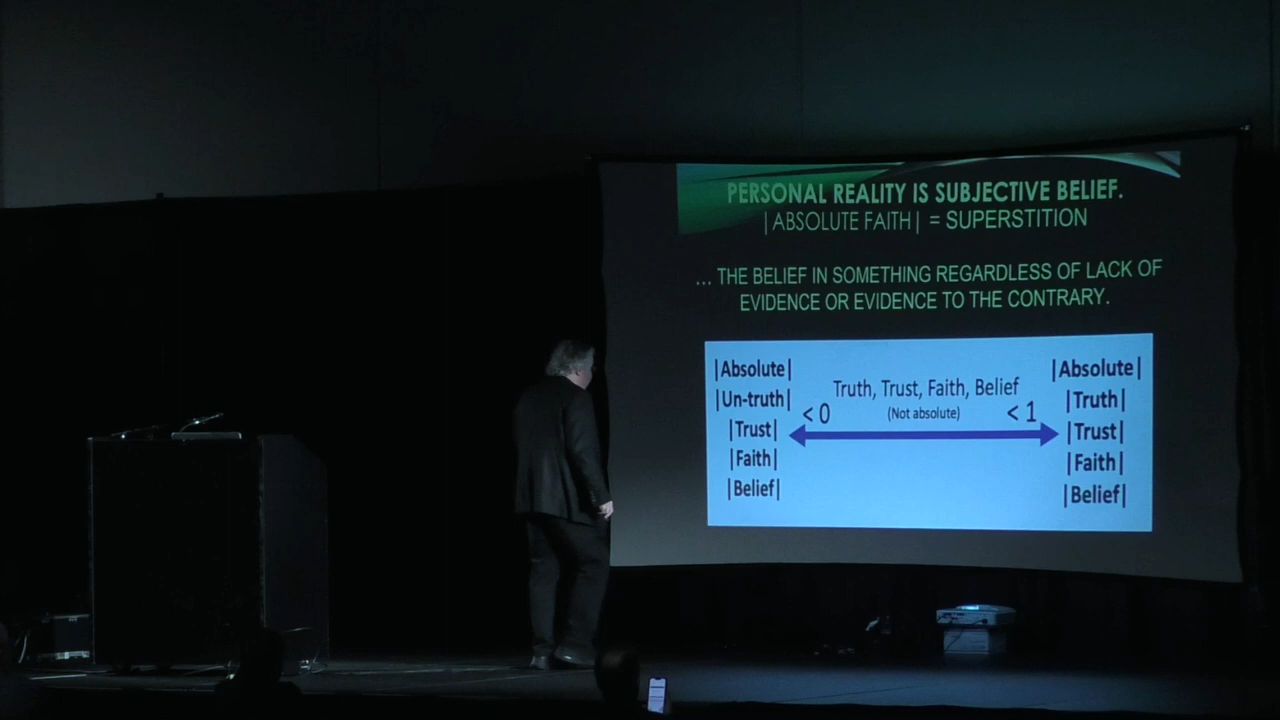 PERSONAL REALITY IS SUBJECTIVE BELIEF.
|ABSOLUTE FAITH| = SUPERSTITION
... THE BELIEF IN SOMETHING REGARDLESS OF LACK OF
EVIDENCE OR EVIDENCE TO THE CONTRARY.
|Absolute|
|Un-truth|
|Trust|
|Faith|
|Belief|
Truth, Trust, Faith, Belief
(Not absolute)
<0
<1
|Absolute|
|Truth|
|Trust|
|Faith|
|Belief|